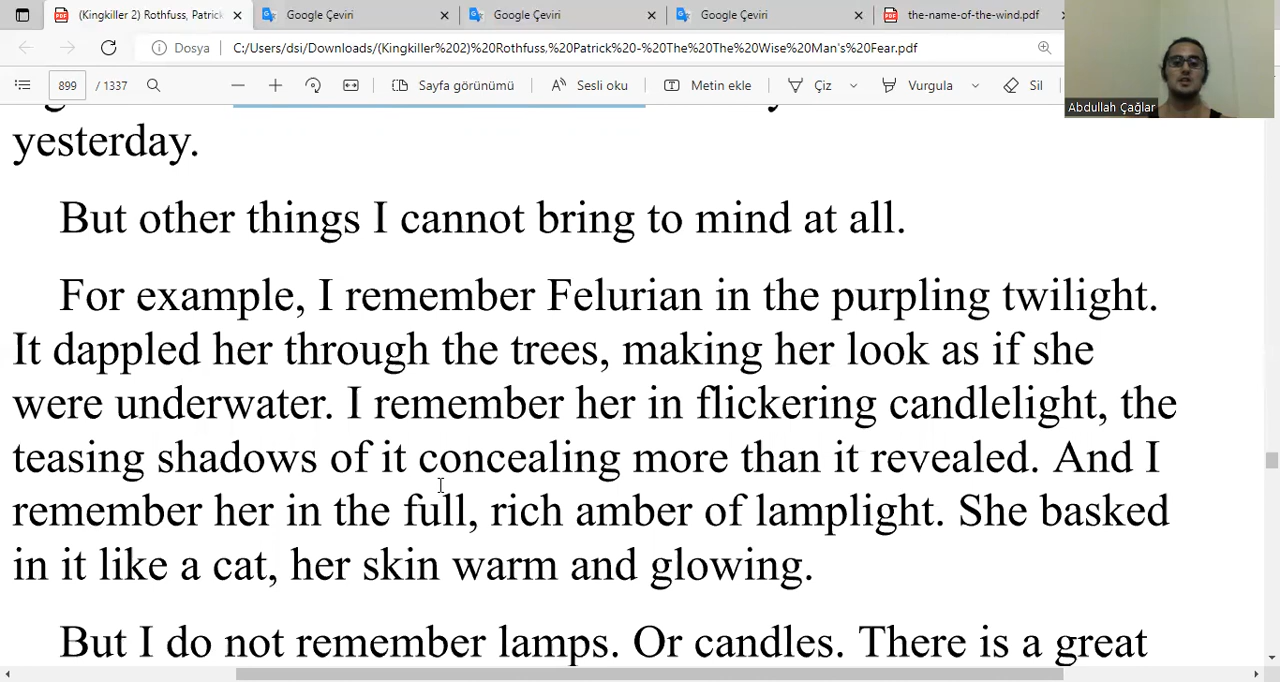 (Kingkiller 2) Rothfuss, Patrick
Google Çeviri
Google Çeviri
Google Çeviri
the-name-of-the-wind.pdf
Dosya
C:/Users/dsi/Downloads/(Kingkiller%202)%20Rothfuss,%20Patrick%20-%20The%20The%20Wise%20Man's%20Fear.pdf
899 / 1337
Sayfa görünümü
Sesli oku
Metin ekle
Çiz
Vurgula
Sil
Abdullah Çağlar
yesterday.
But other things I cannot bring to mind at all.
For example, I remember Felurian in the purpling twilight.
It dappled her through the trees, making her look as if she
were underwater. I remember her in flickering candlelight, the
teasing shadows of it concealing more than it revealed. And I
remember her in the full, rich amber of lamplight. She basked
in it like a cat, her skin warm and glowing.
But I do not remember lamps. Or candles. There is a great